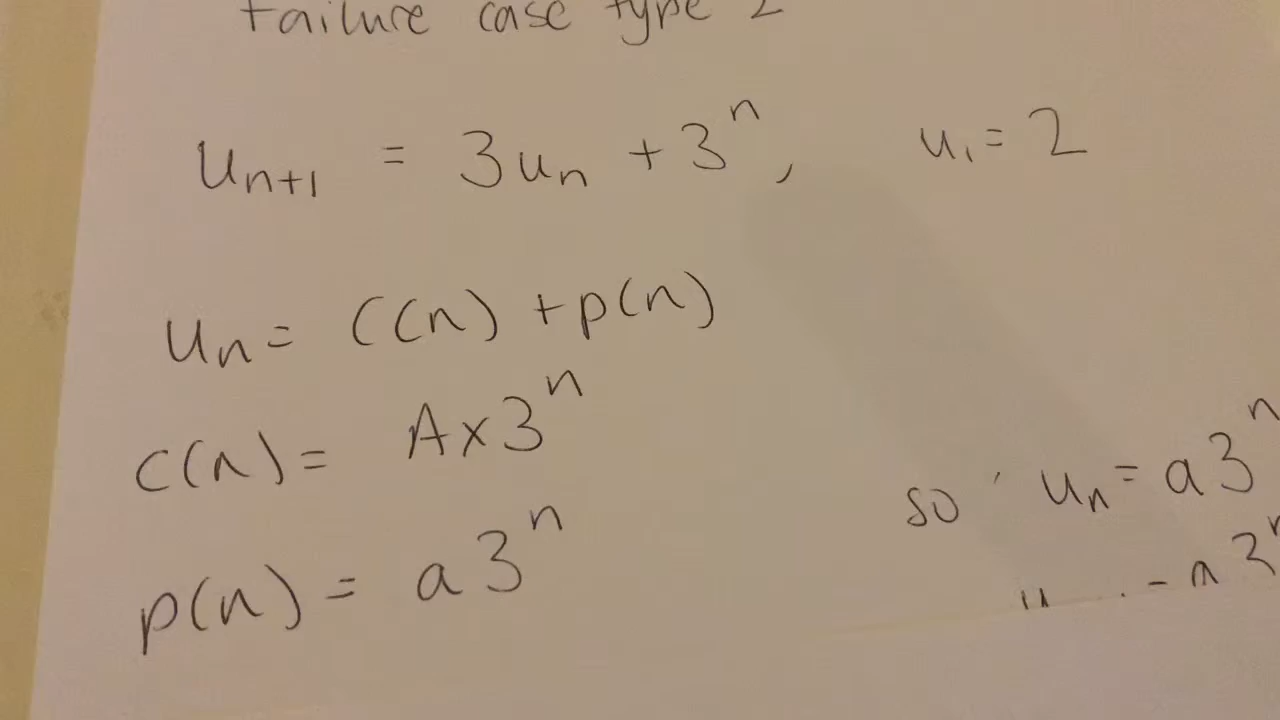 failure case type 2
uₙ₊₁ = 3uₙ + 3ⁿ, u₁ = 2
uₙ = C(n) + p(n)
C(n) = A×3ⁿ
p(n) = a3ⁿ
so uₙ = a3ⁿ